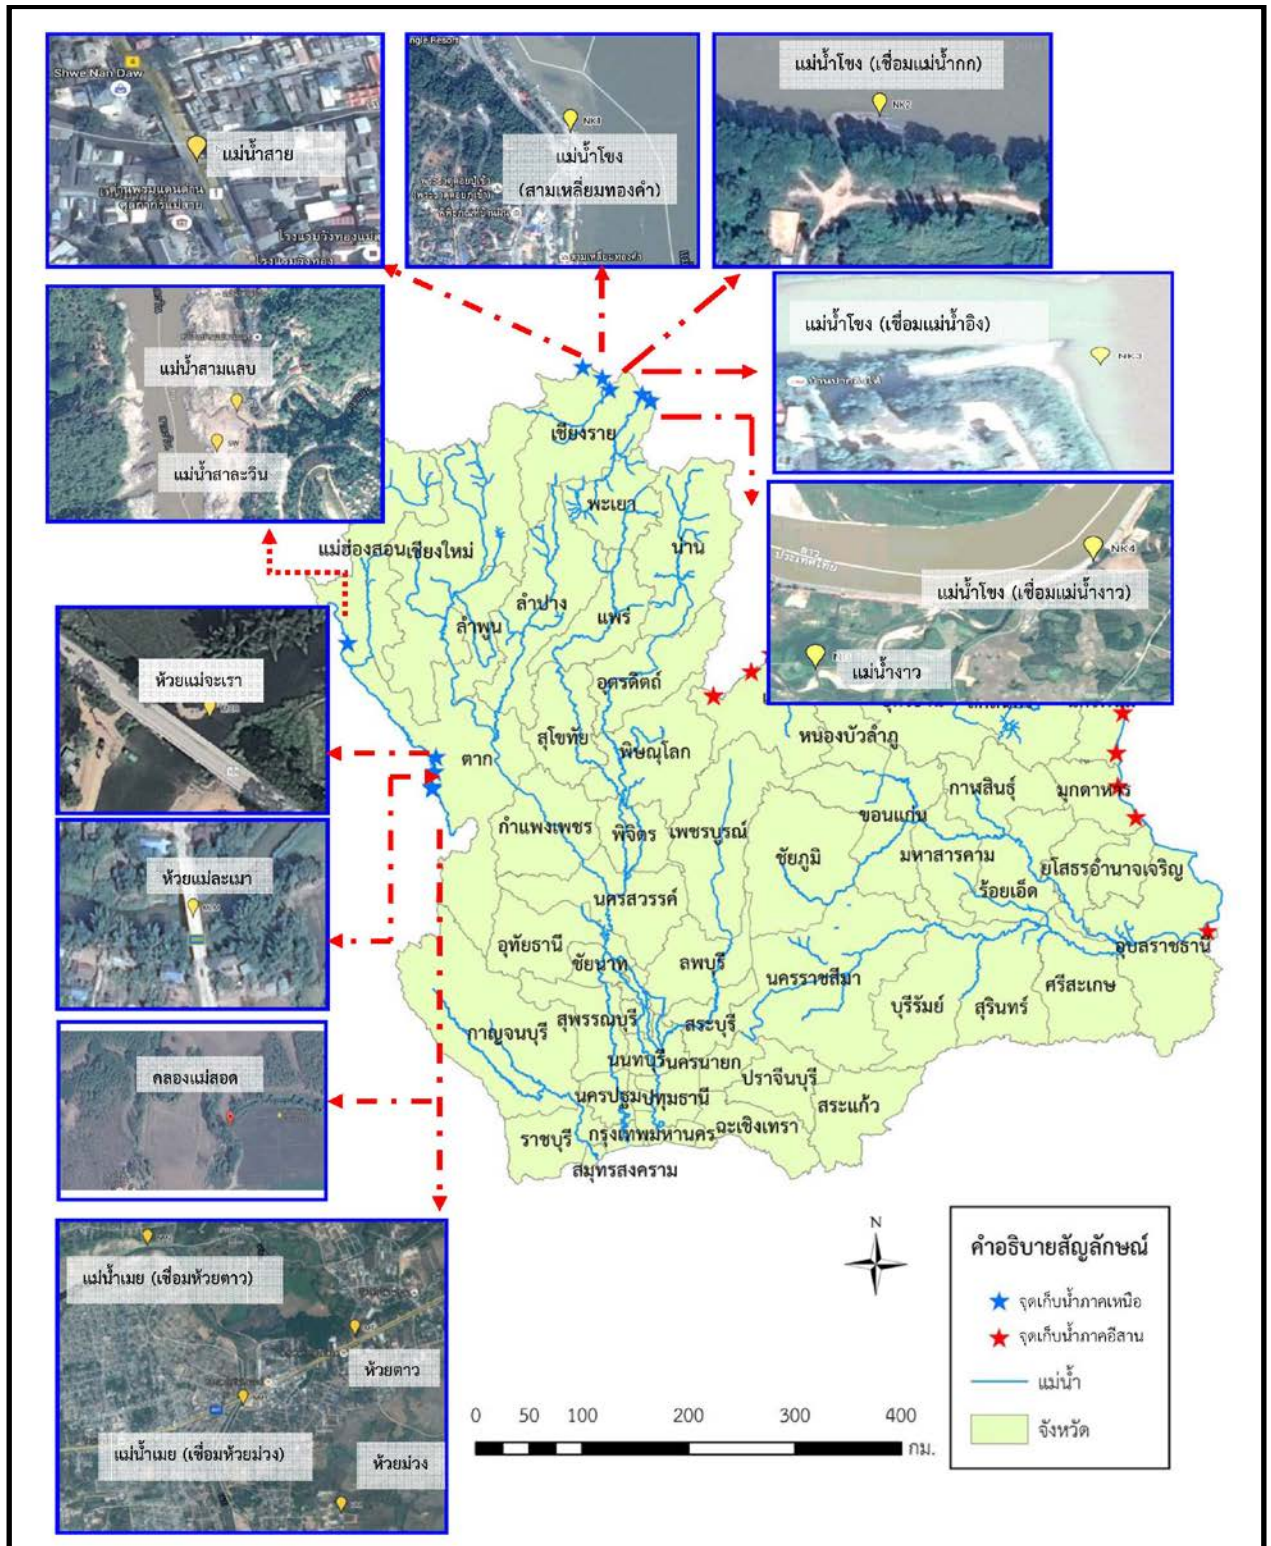 Shwe Nan Daw
แม่น้ำสาย
NK1
แม่น้ำโขง
(สามเหลี่ยมทองคำ)
สามเหลี่ยมทองคำ
แม่น้ำโขง (เชื่อมแม่น้ำกก)
NK2
แม่น้ำโขง (เชื่อมแม่น้ำอิง)
NK3
แม่น้ำสามแลบ
SW
แม่น้ำสาละวิน
ลาว
ประเทศไทย
NK4
แม่น้ำโขง (เชื่อมแม่น้ำงาว)
แม่น้ำงาว
ห้วยแม่จะเรา
ห้วยแม่ละเมา
คลองแม่สอด
แม่น้ำเมย (เชื่อมห้วยตาว)
ห้วยตาว
แม่น้ำเมย (เชื่อมห้วยม่วง)
ห้วยม่วง
เชียงราย
พะเยา
แม่ฮ่องสอน
เชียงใหม่
น่าน
ลำปาง
ลำพูน
แพร่
อุตรดิตถ์
สุโขทัย
ตาก
พิษณุโลก
หนองบัวลำภู
กาฬสินธุ์
มุกดาหาร
กำแพงเพชร
พิจิตร
เพชรบูรณ์
ขอนแก่น
ชัยภูมิ
มหาสารคาม
ยโสธร
อำนาจเจริญ
ร้อยเอ็ด
นครสวรรค์
อุทัยธานี
ชัยนาท
ลพบุรี
นครราชสีมา
อุบลราชธานี
บุรีรัมย์
สุรินทร์
ศรีสะเกษ
กาญจนบุรี
สุพรรณบุรี
สระบุรี
นนทบุรี
นครนายก
ปราจีนบุรี
นครปฐม
ปทุมธานี
สระแก้ว
ราชบุรี
กรุงเทพมหานคร
ฉะเชิงเทรา
สมุทรสงคราม
N
คำอธิบายสัญลักษณ์
จุดเก็บน้ำภาคเหนือ
จุดเก็บน้ำภาคอีสาน
แม่น้ำ
จังหวัด
0 50 100 200 300 400
กม.